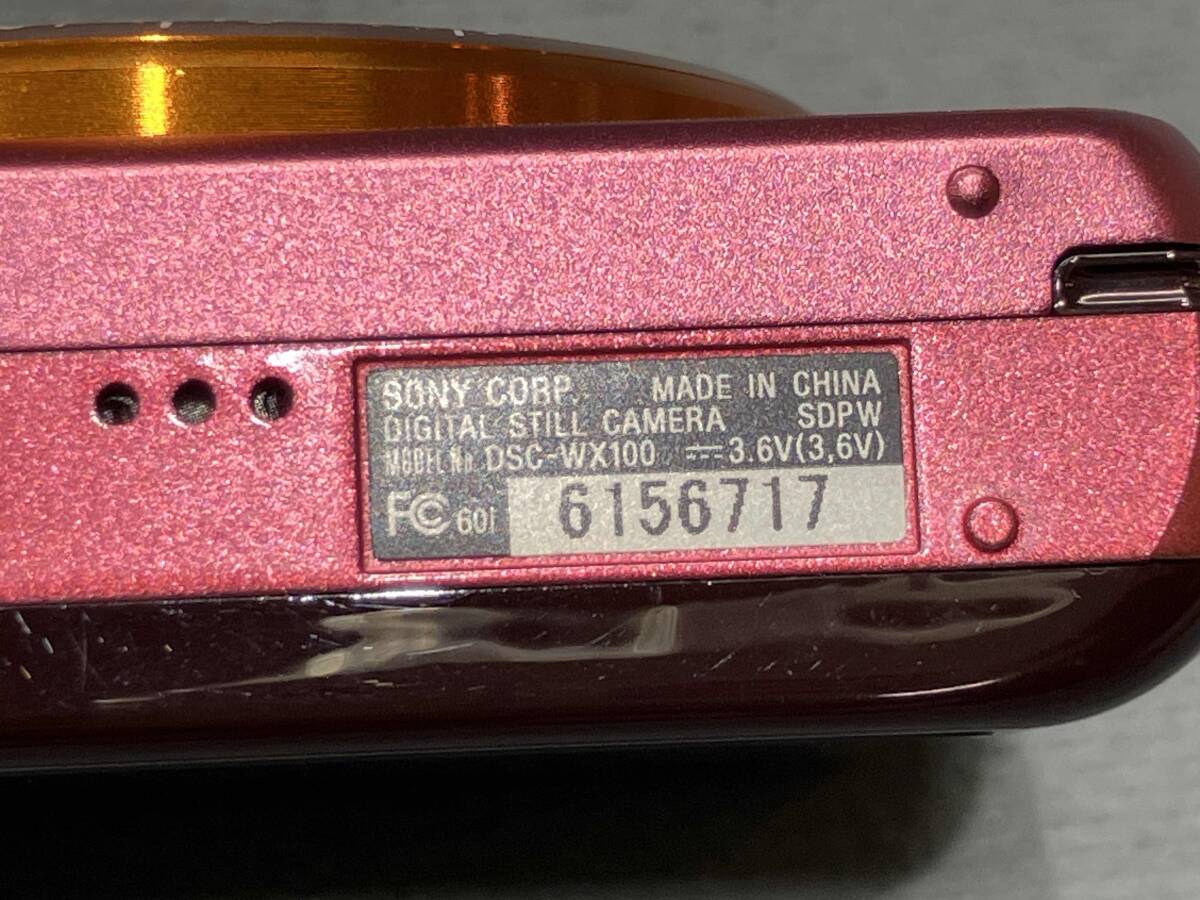 SONY CORP. MADE IN CHINA
DIGITAL STILL CAMERA SDPW
MODEL No. DSC-WX100 ⎓3.6V(3,6V)
FC 60i 6156717